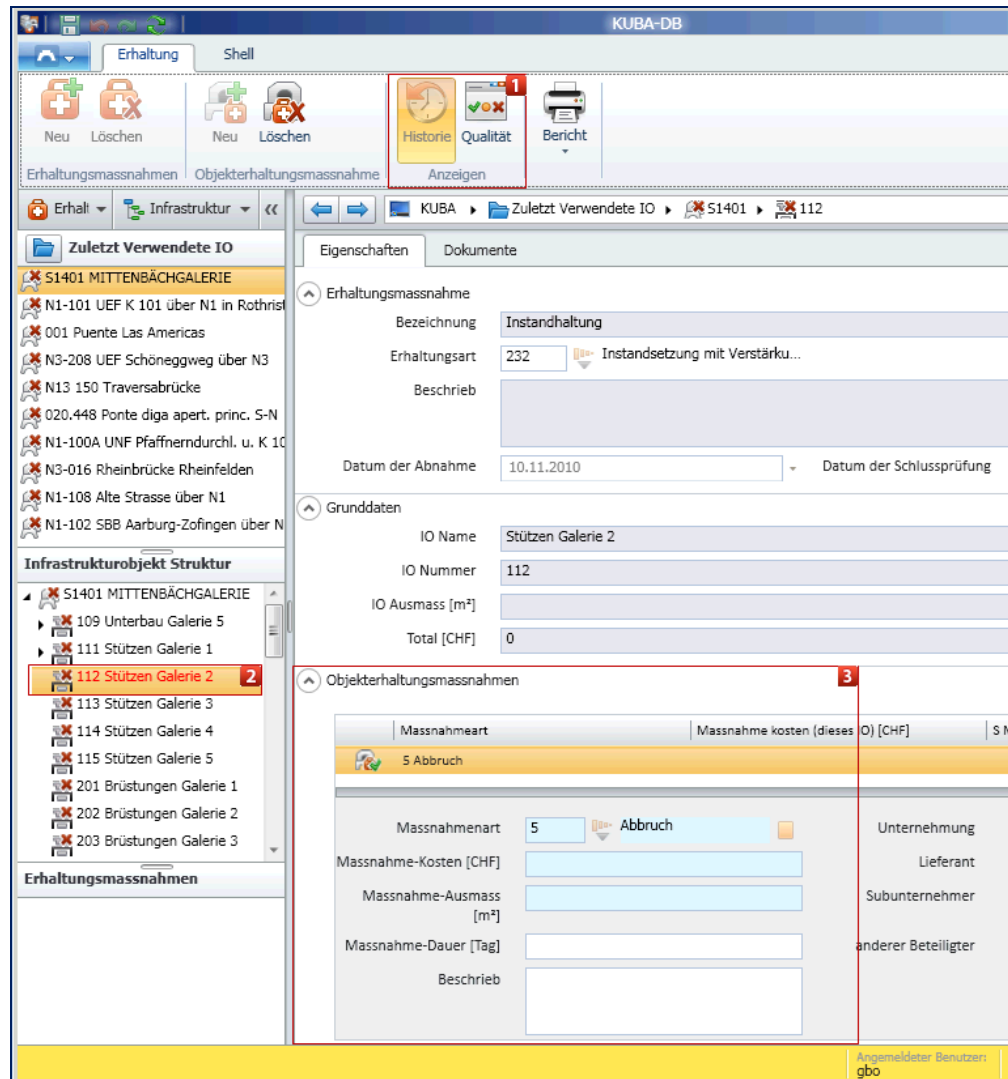 KUBA-DB
Erhaltung Shell
1
Neu Löschen Neu Löschen Historie Qualität Bericht
Erhaltungsmassnahmen Objekterhaltungsmassnahme Anzeigen
Erhalt Infrastruktur «
KUBA Zuletzt Verwendete IO S1401 112
Zuletzt Verwendete IO
Eigenschaften Dokumente
S1401 MITTENBÄCHGALERIE
N1-101 UEF K 101 über N1 in Rothrist
001 Puente Las Americas
N3-208 UEF Schöneggweg über N3
N13 150 Traversabrücke
020.448 Ponte diga apert. princ. S-N
N1-100A UNF Pfaffnerndurchl. u. K 10
N3-016 Rheinbrücke Rheinfelden
N1-108 Alte Strasse über N1
N1-102 SBB Aarburg-Zofingen über N
Infrastrukturobjekt Struktur
S1401 MITTENBÄCHGALERIE
109 Unterbau Galerie 5
111 Stützen Galerie 1
112 Stützen Galerie 2 2
113 Stützen Galerie 3
114 Stützen Galerie 4
115 Stützen Galerie 5
201 Brüstungen Galerie 1
202 Brüstungen Galerie 2
203 Brüstungen Galerie 3
Erhaltungsmassnahmen
Erhaltungsmassnahme
Bezeichnung Instandhaltung
Erhaltungsart 232 Instandsetzung mit Verstärku...
Beschrieb
Datum der Abnahme 10.11.2010 Datum der Schlussprüfung
Grunddaten
IO Name Stützen Galerie 2
IO Nummer 112
IO Ausmass [m²]
Total [CHF] 0
Objekterhaltungsmassnahmen 3
Massnahmeart Massnahme kosten (dieses IO) [CHF] S M
5 Abbruch
Massnahmenart 5 Abbruch Unternehmung
Massnahme-Kosten [CHF] Lieferant
Massnahme-Ausmass Subunternehmer
[m²]
Massnahme-Dauer [Tag] anderer Beteiligter
Beschrieb
Angemeldeter Benutzer:
gbo